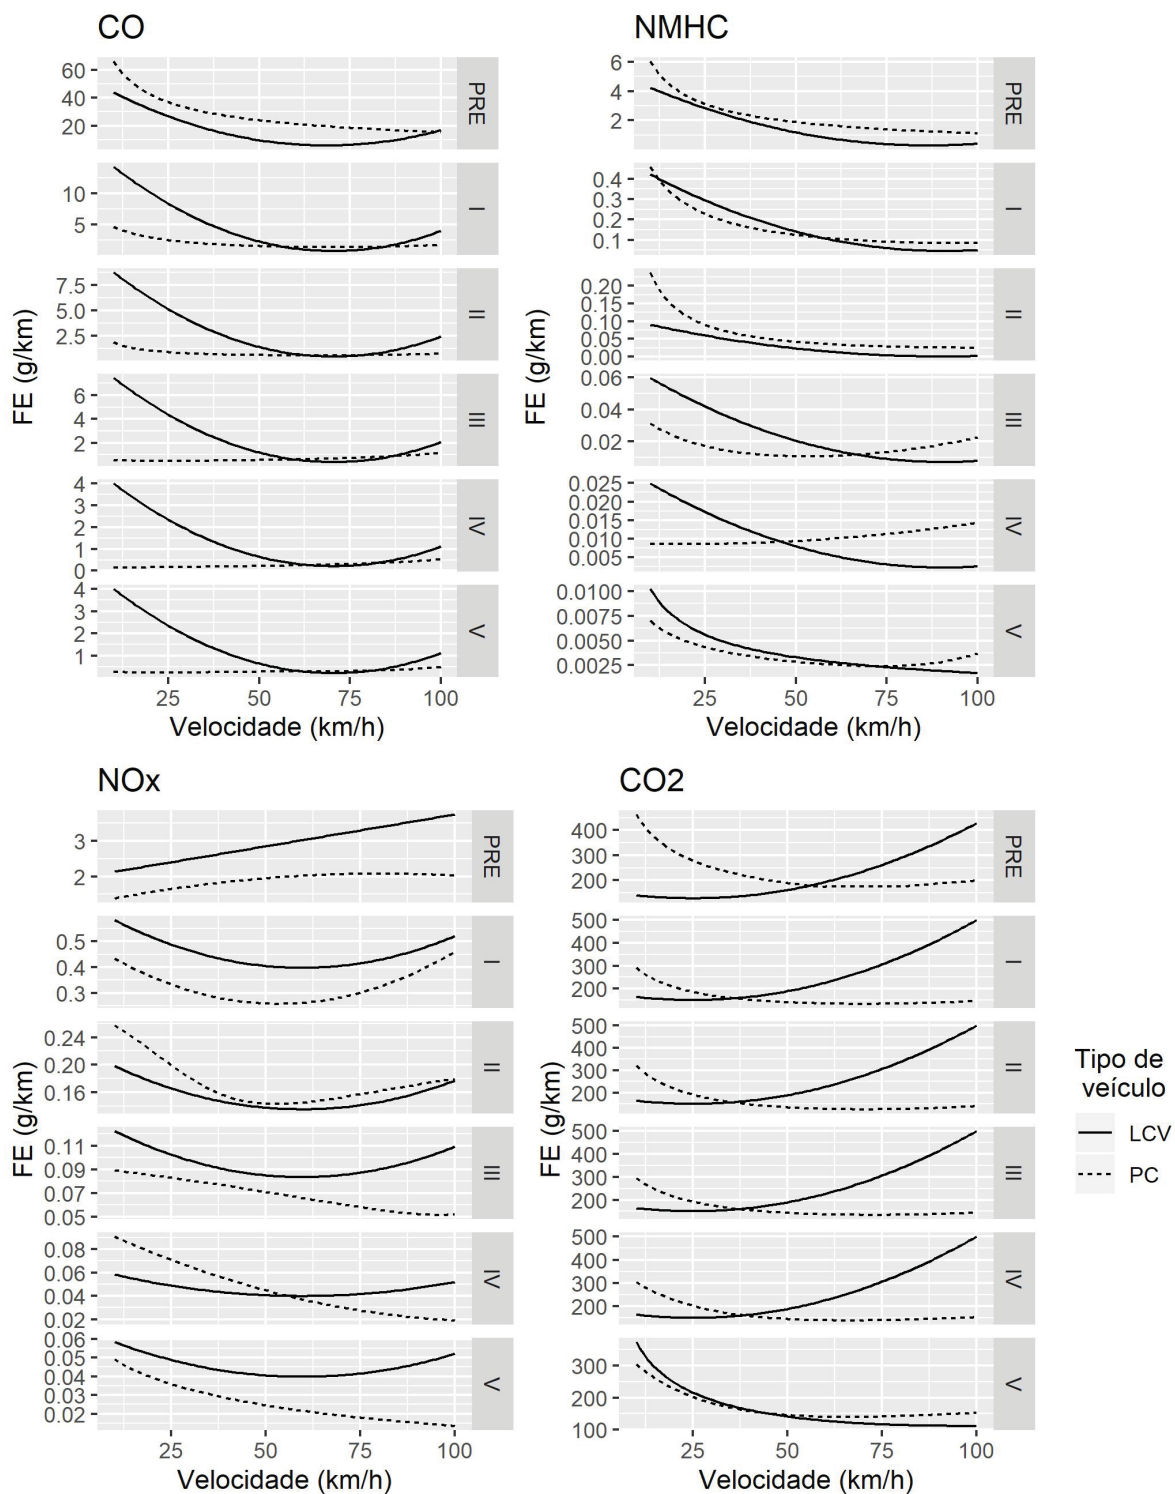 CO
FE (g/km)
60
40
20
PRE
10
5
I
7.5
5.0
2.5
II
6
4
2
III
4
3
2
1
0
IV
4
3
2
1
V
25 50 75 100
Velocidade (km/h)
NMHC
FE (g/km)
6
4
2
PRE
0.4
0.3
0.2
0.1
I
0.20
0.15
0.10
0.05
0.00
II
0.06
0.04
0.02
III
0.025
0.020
0.015
0.010
0.005
IV
0.0100
0.0075
0.0050
0.0025
V
25 50 75 100
Velocidade (km/h)
NOx
FE (g/km)
3
2
PRE
0.5
0.4
0.3
I
0.24
0.20
0.16
II
0.11
0.09
0.07
0.05
III
0.08
0.06
0.04
0.02
IV
0.06
0.05
0.04
0.03
0.02
V
25 50 75 100
Velocidade (km/h)
CO2
FE (g/km)
400
300
200
PRE
500
400
300
200
I
500
400
300
200
II
500
400
300
200
III
500
400
300
200
IV
300
200
100
V
25 50 75 100
Velocidade (km/h)
Tipo de
veículo
LCV
PC